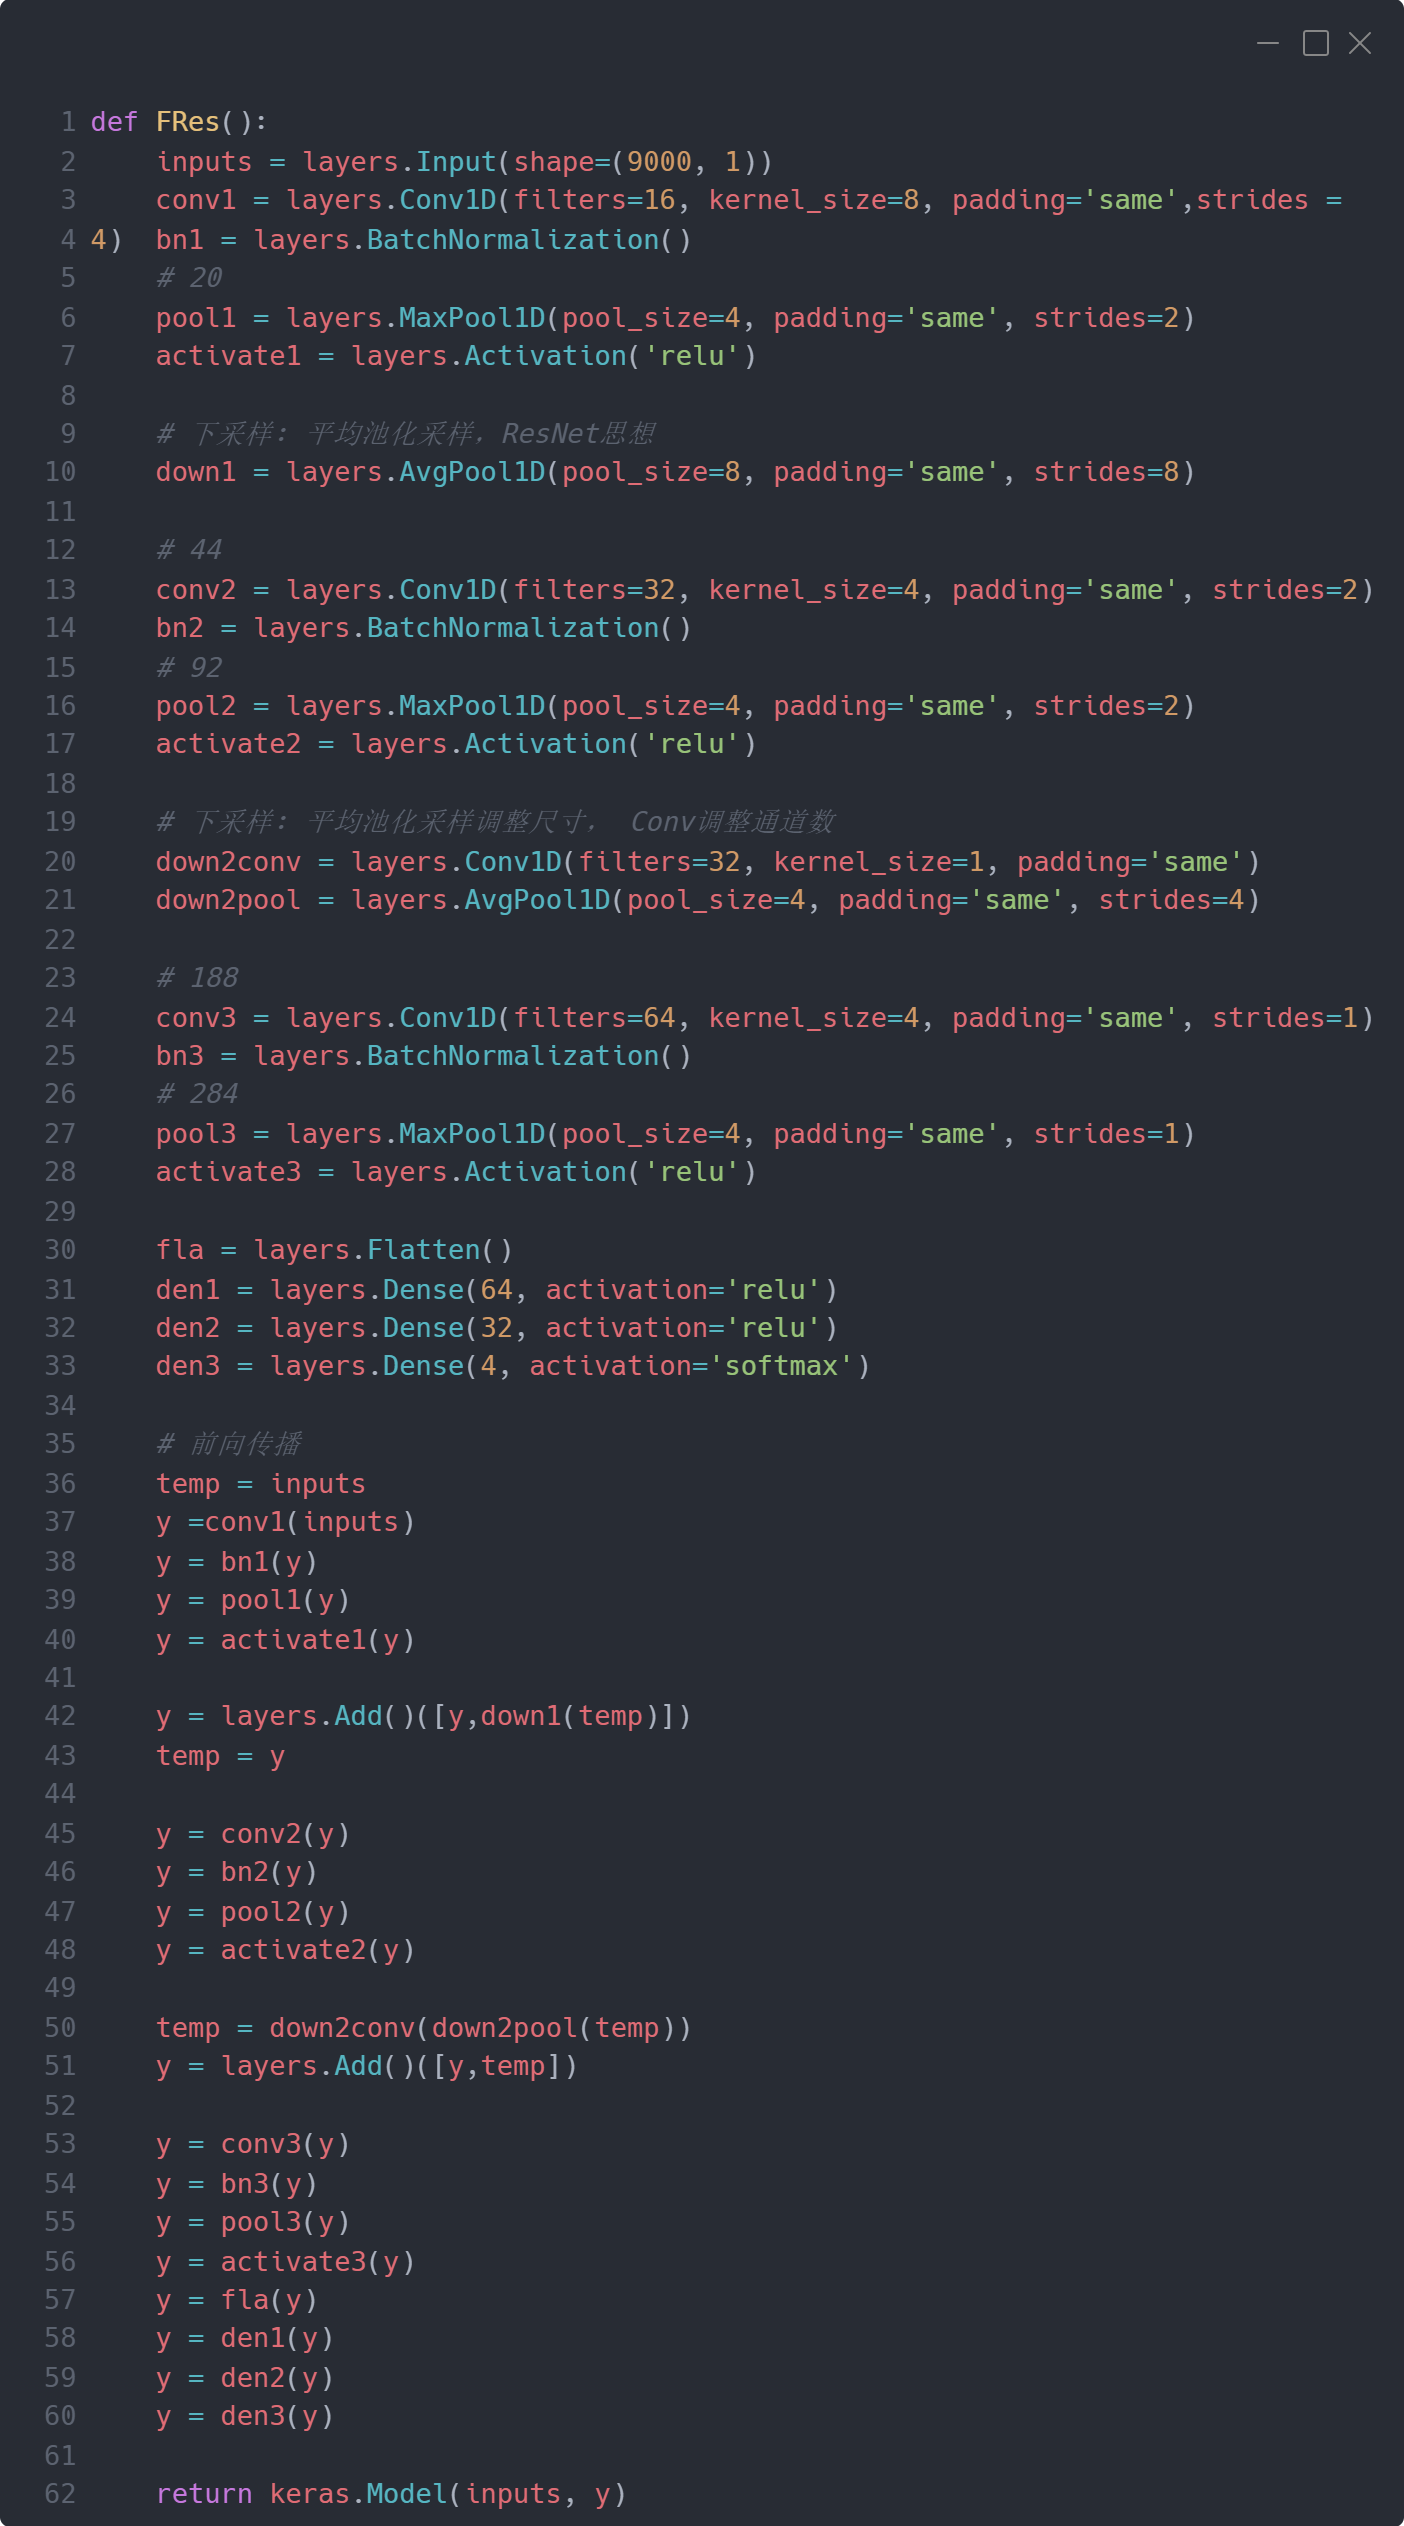 1 def FRes():
2     inputs = layers.Input(shape=(9000, 1))
3     conv1 = layers.Conv1D(filters=16, kernel_size=8, padding='same',strides =
4 4)  bn1 = layers.BatchNormalization()
5     # 20
6     pool1 = layers.MaxPool1D(pool_size=4, padding='same', strides=2)
7     activate1 = layers.Activation('relu')
8
9     # 下采样: 平均池化采样，ResNet思想
10     down1 = layers.AvgPool1D(pool_size=8, padding='same', strides=8)
11
12     # 44
13     conv2 = layers.Conv1D(filters=32, kernel_size=4, padding='same', strides=2)
14     bn2 = layers.BatchNormalization()
15     # 92
16     pool2 = layers.MaxPool1D(pool_size=4, padding='same', strides=2)
17     activate2 = layers.Activation('relu')
18
19     # 下采样: 平均池化采样调整尺寸， Conv调整通道数
20     down2conv = layers.Conv1D(filters=32, kernel_size=1, padding='same')
21     down2pool = layers.AvgPool1D(pool_size=4, padding='same', strides=4)
22
23     # 188
24     conv3 = layers.Conv1D(filters=64, kernel_size=4, padding='same', strides=1)
25     bn3 = layers.BatchNormalization()
26     # 284
27     pool3 = layers.MaxPool1D(pool_size=4, padding='same', strides=1)
28     activate3 = layers.Activation('relu')
29
30     fla = layers.Flatten()
31     den1 = layers.Dense(64, activation='relu')
32     den2 = layers.Dense(32, activation='relu')
33     den3 = layers.Dense(4, activation='softmax')
34
35     # 前向传播
36     temp = inputs
37     y =conv1(inputs)
38     y = bn1(y)
39     y = pool1(y)
40     y = activate1(y)
41
42     y = layers.Add()([y,down1(temp)])
43     temp = y
44
45     y = conv2(y)
46     y = bn2(y)
47     y = pool2(y)
48     y = activate2(y)
49
50     temp = down2conv(down2pool(temp))
51     y = layers.Add()([y,temp])
52
53     y = conv3(y)
54     y = bn3(y)
55     y = pool3(y)
56     y = activate3(y)
57     y = fla(y)
58     y = den1(y)
59     y = den2(y)
60     y = den3(y)
61
62     return keras.Model(inputs, y)